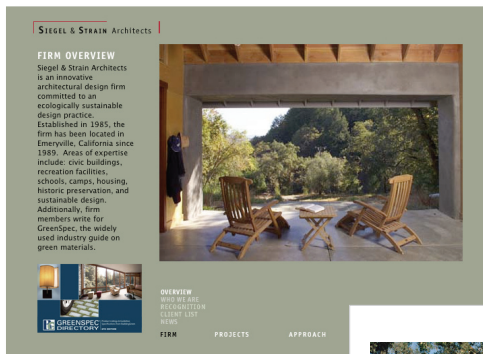 SIEGEL & STRAIN Architects
FIRM OVERVIEW
Siegel & Strain Architects
is an innovative
architectural design firm
committed to an
ecologically sustainable
design practice.
Established in 1985, the
firm has been located in
Emeryville, California since
1989. Areas of expertise
include: civic buildings,
recreation facilities,
schools, camps, housing,
historic preservation, and
sustainable design.
Additionally, firm
members write for
GreenSpec, the widely
used industry guide on
green materials.
GREENSPEC
DIRECTORY
OVERVIEW
WHO WE ARE
RECOGNITION
CLIENT LIST
NEWS
FIRM PROJECTS APPROACH